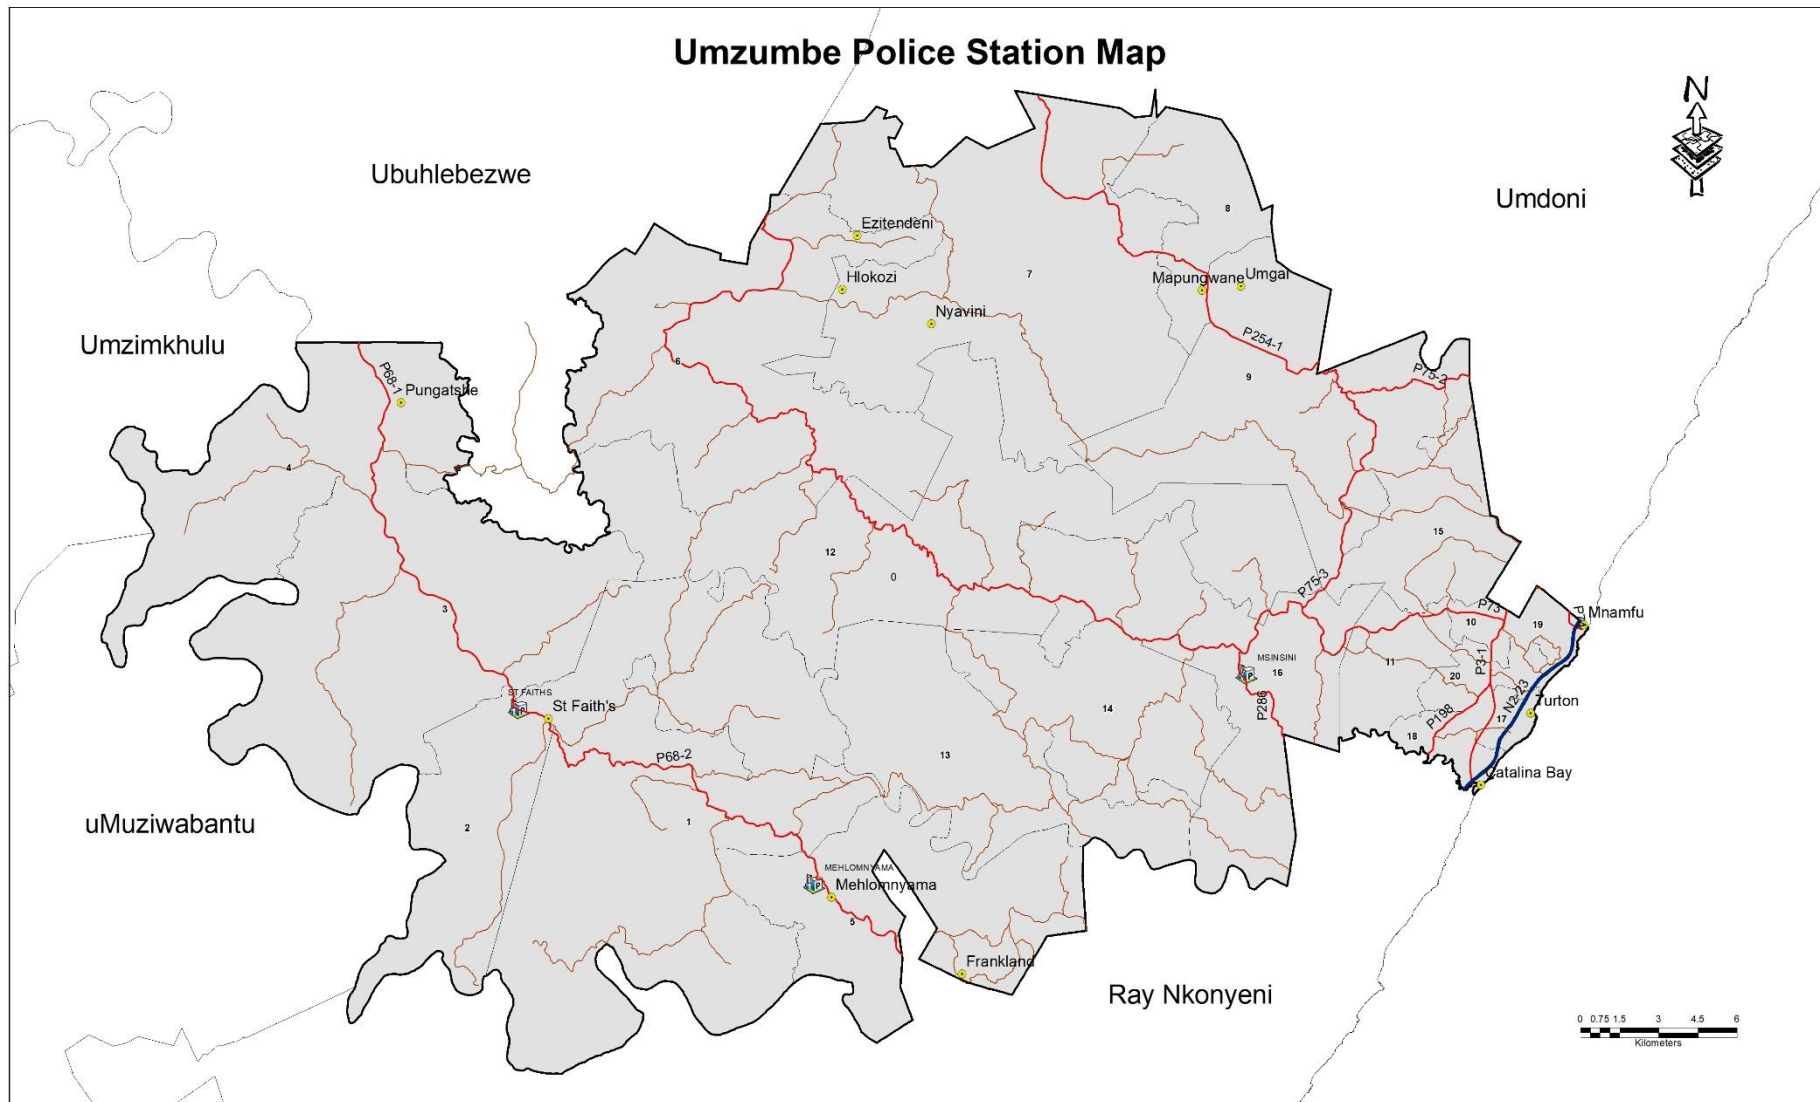 Umzumbe Police Station Map
N
Ubuhlebezwe
Umdoni
8
Ezitendeni
7
Hlokozi
Mapungwane
Umgai
Nyavini
Umzimkhulu
P254-1
6
P68-1
Pungatshe
9
P75-2
4
15
12
0
P75-3
3
P73
10
19
Mnamfu
MSINSINI
16
11
20
P3-1
ST FAITHS
St Faith's
14
P286
N2-23
Turton
P198
17
18
P68-2
13
Catalina Bay
uMuziwabantu
2
1
MEHLOMNYAMA
Mehlomnyama
5
Frankland
Ray Nkonyeni
0 0.75 1.5 3 4.5 6
Kilometers